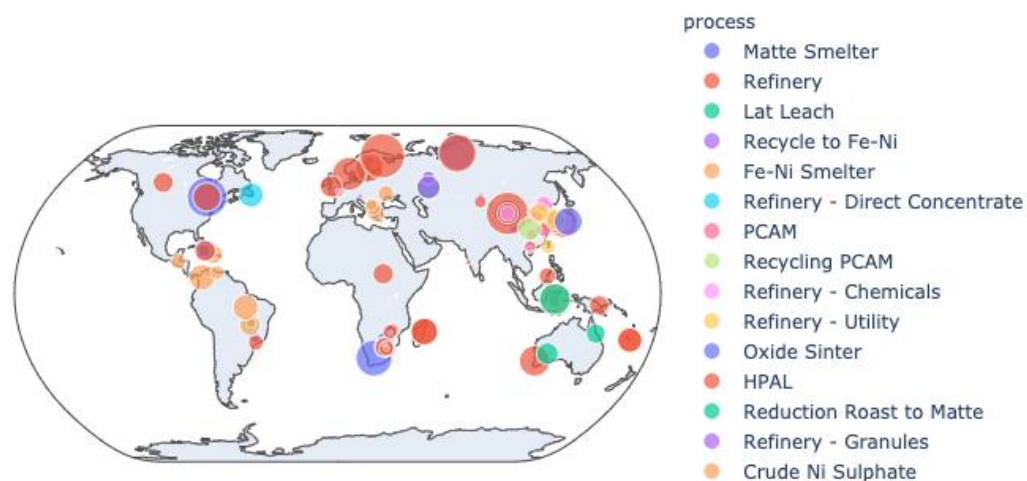 process
Matte Smelter
Refinery
Lat Leach
Recycle to Fe-Ni
Fe-Ni Smelter
Refinery - Direct Concentrate
PCAM
Recycling PCAM
Refinery - Chemicals
Refinery - Utility
Oxide Sinter
HPAL
Reduction Roast to Matte
Refinery - Granules
Crude Ni Sulphate